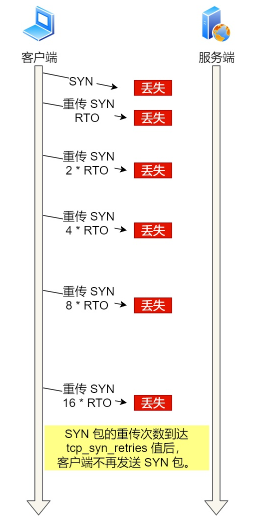 客户端
服务端
SYN
丢失
重传 SYN
RTO
丢失
重传 SYN
2 * RTO
丢失
重传 SYN
4 * RTO
丢失
重传 SYN
8 * RTO
丢失
重传 SYN
16 * RTO
丢失
SYN 包的重传次数到达
tcp_syn_retries 值后，
客户端不再发送 SYN 包。